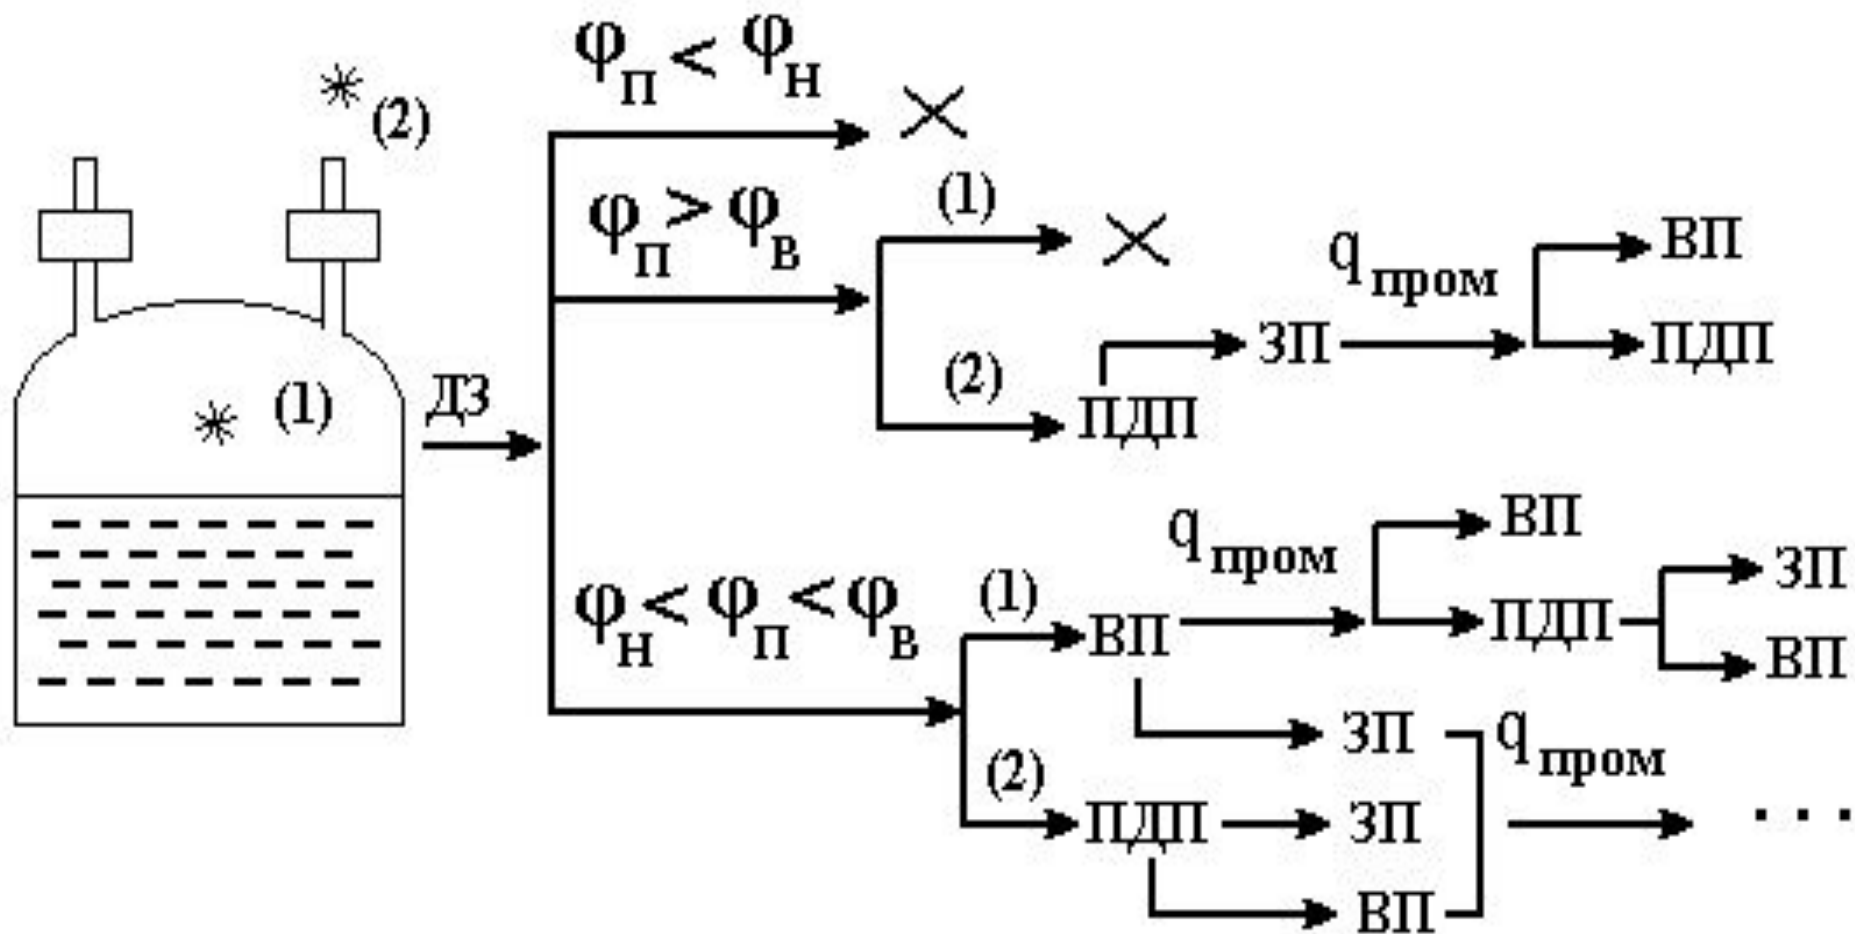 φП < φН
(2)
(1)
φП > φВ
ВП
qпром
(2)
ЗП
ПДП
ДЗ
(1)
ПДП
ВП
qпром
ЗП
φН < φП < φВ
(1)
ВП
ПДП
ВП
ЗП
qпром
(2)
ПДП
ЗП
. . .
ВП